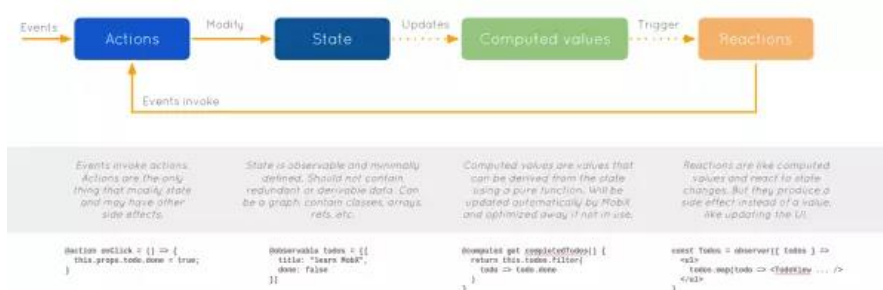 Events
Actions
Modify
State
Updates
Computed values
Trigger
Reactions
Events invoke
Events invoke actions.
Actions are the only
thing that modify state
and may have other
side effects.
State is observable and minimally
defined. Should not contain
redundant or derivable data. Can
be a graph, contain classes, arrays,
refs, etc.
Computed values are values that
can be derived from the state
using a pure function. Will be
updated automatically by MobX
and optimized away if not in use.
Reactions are like computed
values and react to state
changes. But they produce a
side effect instead of a value,
like updating the UI.
@action onClick = () => {
this.props.todo.done = true;
}
@observable todos = [{
title: "learn MobX",
done: false
}]
@computed get completedTodos() {
return this.todos.filter(
todo => todo.done
)
}
const Todos = observer({ todos } =>
<ul>
todos.map(todo => <TodoView ... />
</ul>
)